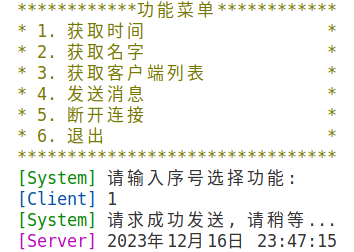 ************功能菜单************
* 1. 获取时间 *
* 2. 获取名字 *
* 3. 获取客户端列表 *
* 4. 发送消息 *
* 5. 断开连接 *
* 6. 退出 *
********************************
[System] 请输入序号选择功能:
[Client] 1
[System] 请求成功发送, 请稍等...
[Server] 2023年12月16日 23:47:15